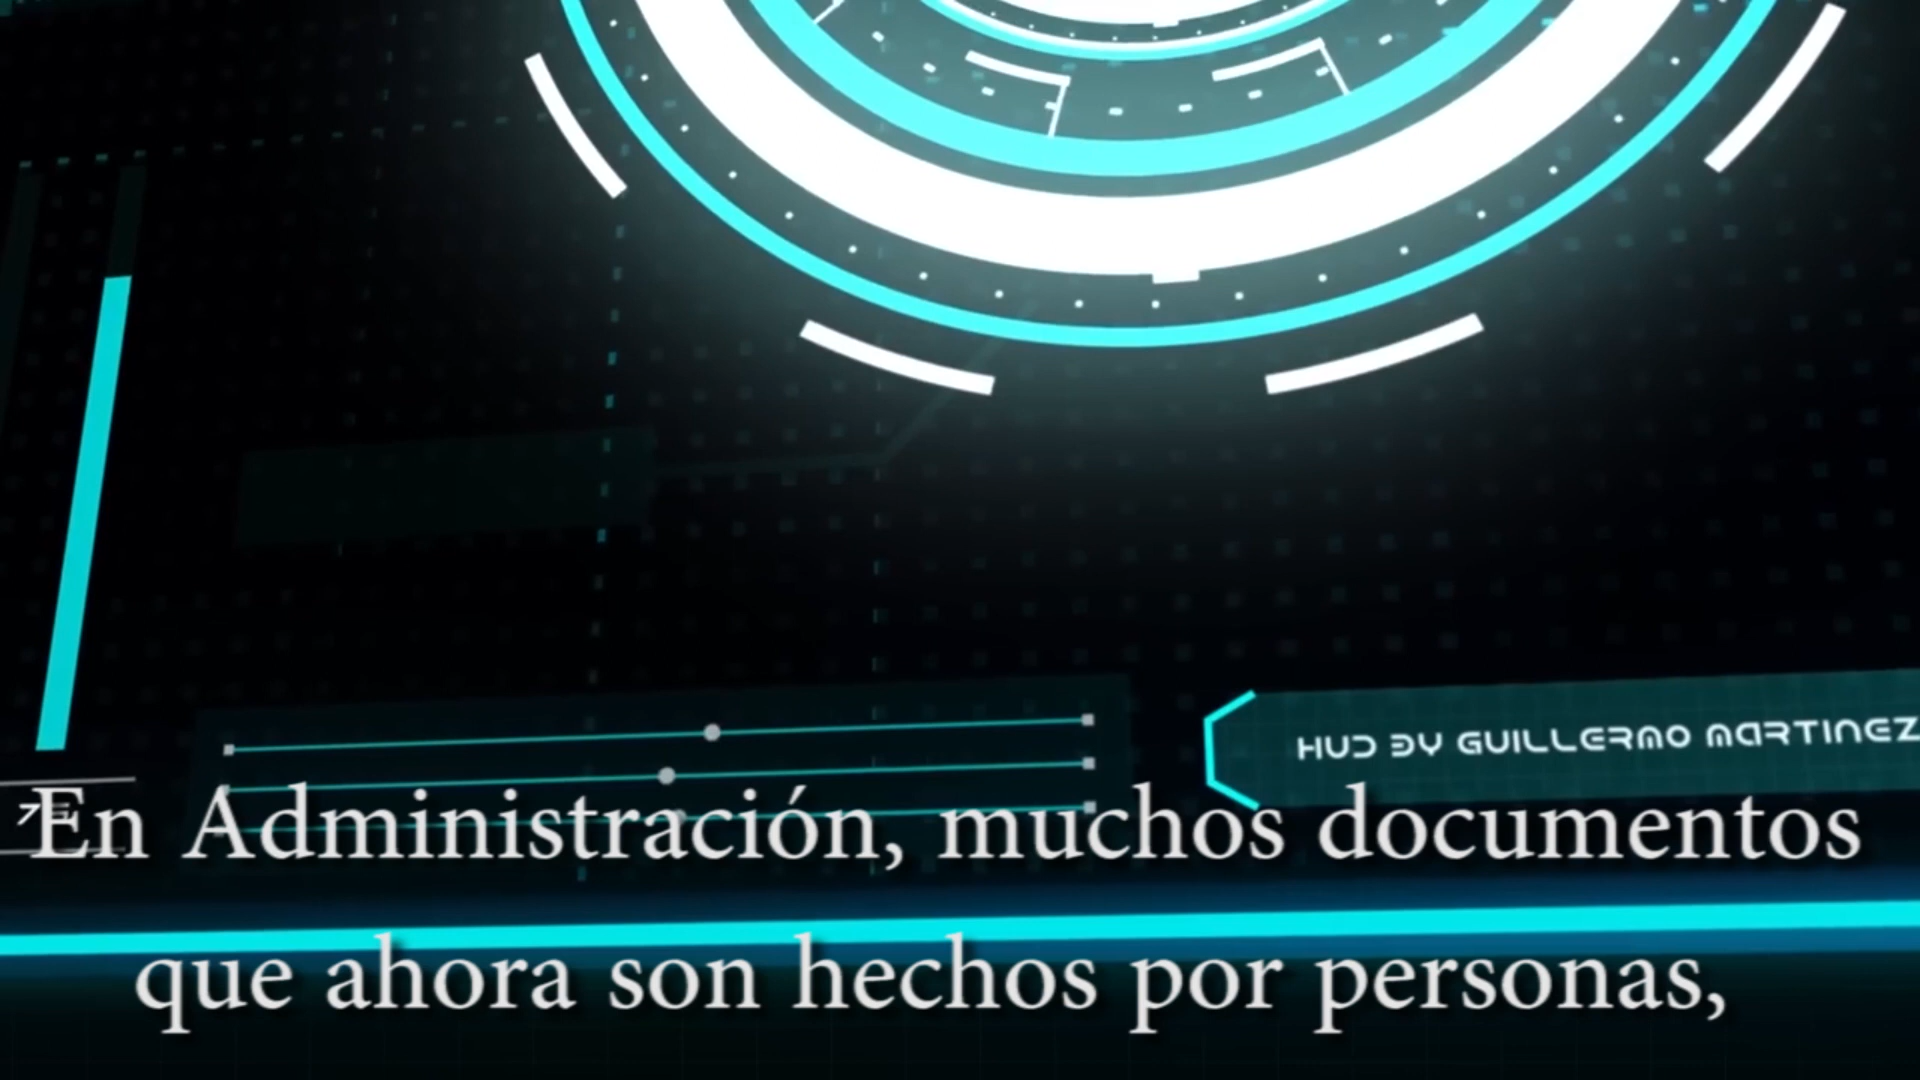 HUD BY GUILLERMO MARTINEZ
En Administración, muchos documentos
que ahora son hechos por personas,